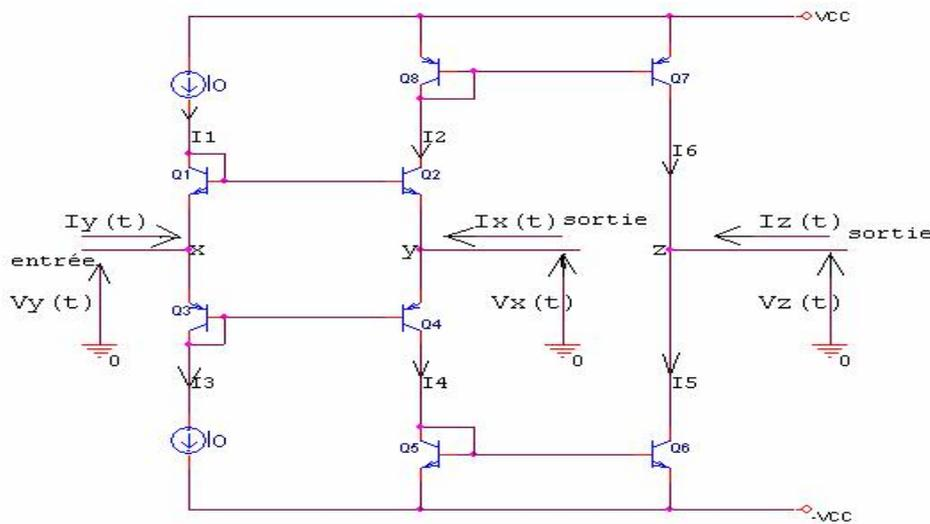 VCC
Q8
Q7
Io
I1
I2
I6
Q1
Q2
Iy(t)
Ix(t) sortie
Iz(t) sortie
x
y
z
entrée
Vy(t)
Vx(t)
Vz(t)
Q3
Q4
0
0
0
I3
I4
I5
Io
Q5
Q6
-VCC